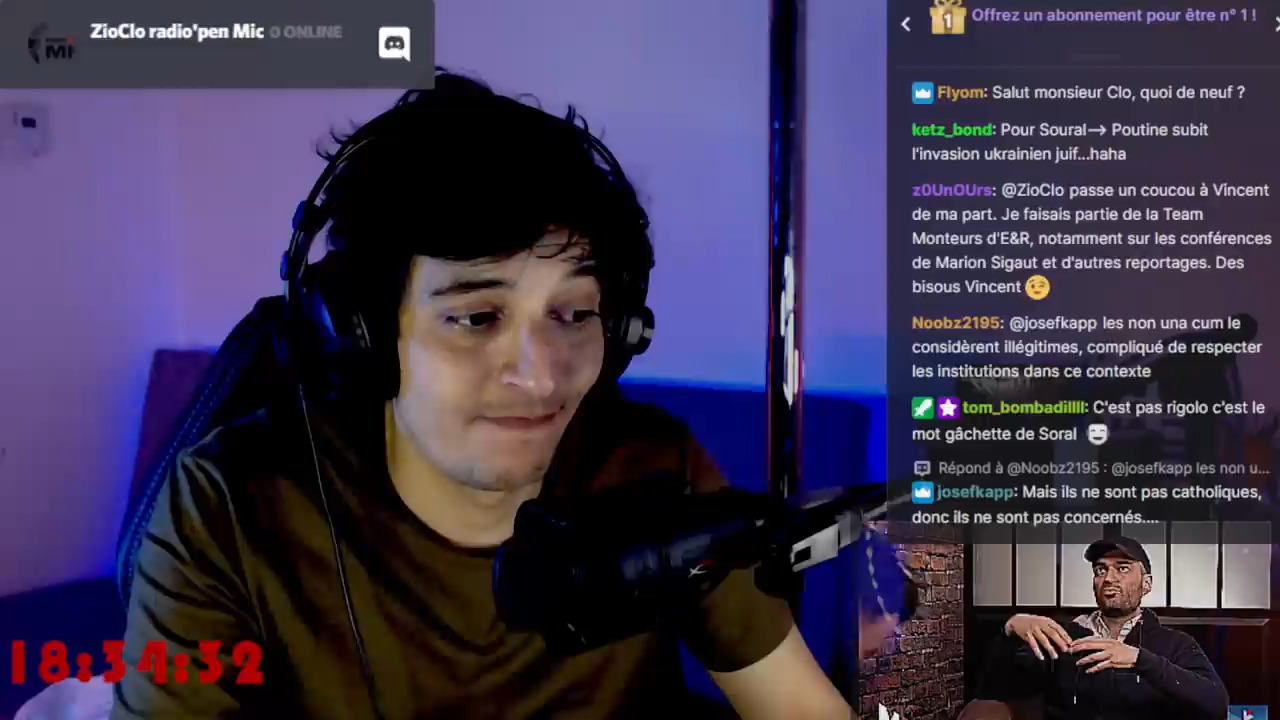 ZioClo radio'pen Mic 0 ONLINE
MI
18:34:32
1 Offrez un abonnement pour être n° 1 !
Flyom: Salut monsieur Clo, quoi de neuf ?
ketz_bond: Pour Soural--> Poutine subit
l'invasion ukrainien juif...haha
z0UnOUrs: @ZioClo passe un coucou à Vincent
de ma part. Je faisais partie de la Team
Monteurs d'E&R, notamment sur les conférences
de Marion Sigaut et d'autres reportages. Des
bisous Vincent 😉
Noobz2195: @josefkapp les non una cum le
considèrent illégitimes, compliqué de respecter
les institutions dans ce contexte
tom_bombadillll: C'est pas rigolo c'est le
mot gâchette de Soral
Répond à @Noobz2195 : @josefkapp les non u...
josefkapp: Mais ils ne sont pas catholiques,
donc ils ne sont pas concernés....